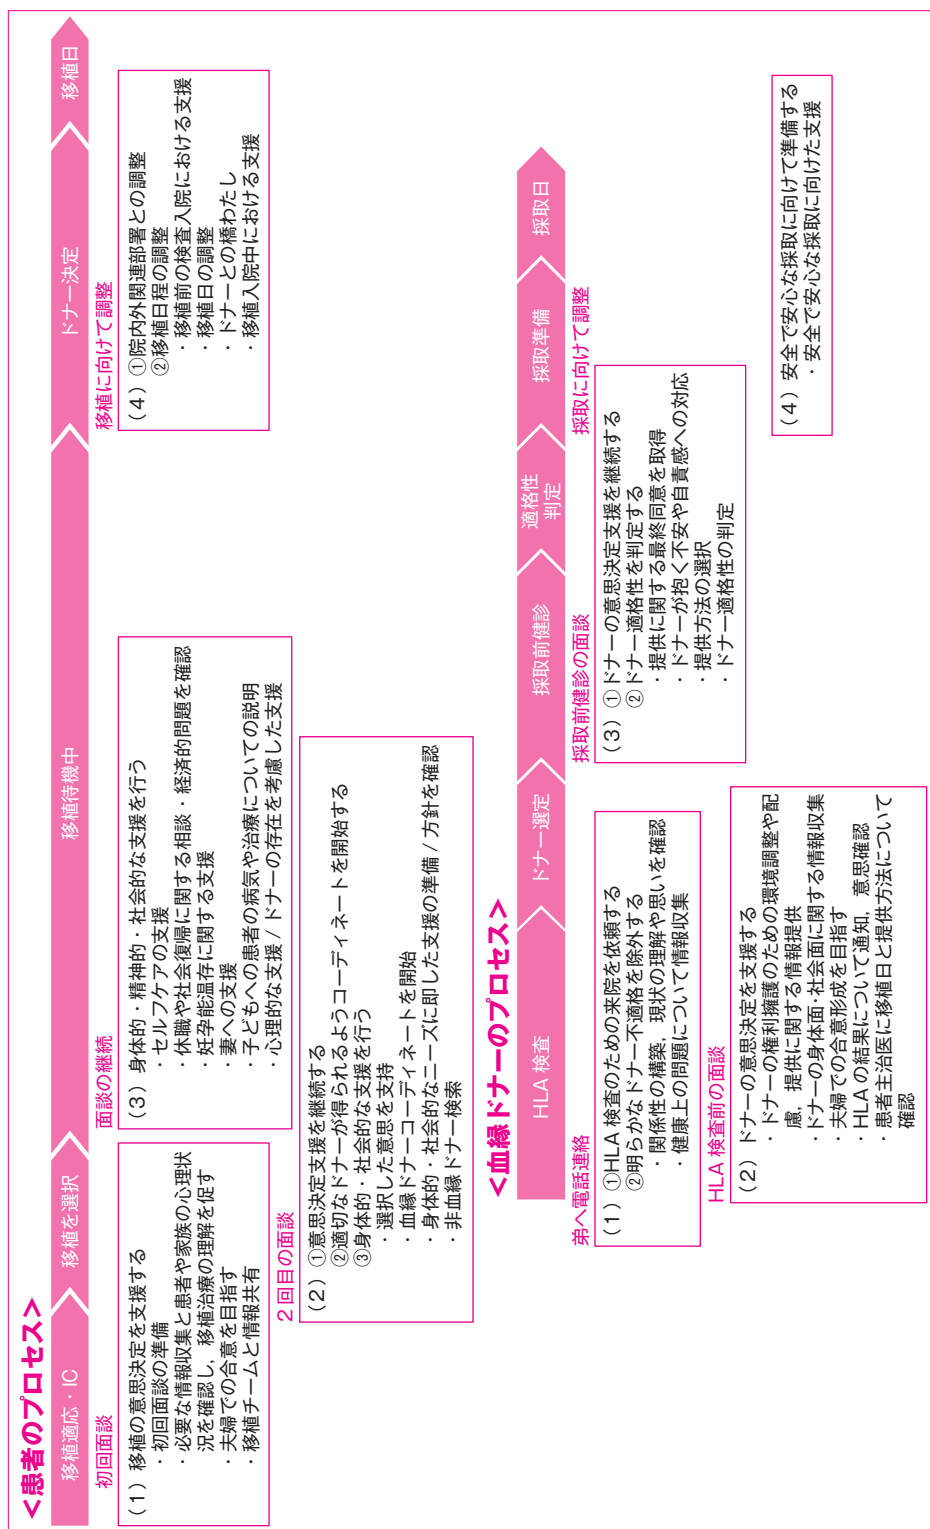 ＜患者のプロセス＞
移植適応・IC
移植を選択
移植待機中
ドナー決定
移植日
初回面談
（1）移植の意思決定を支援する
・初回面談の準備
・必要な情報収集と患者や家族の心理状
況を確認し，移植治療の理解を促す
・夫婦での合意を目指す
・移植チームと情報共有
2回目の面談
（2）①意思決定支援を継続する
②適切なドナーが得られるようコーディネートを開始する
③身体的・社会的な支援を行う
・選択した意思を支持
・血縁ドナーコーディネートを開始
・身体的・社会的なニーズに即した支援の準備 / 方針を確認
・非血縁ドナー検索
面談の継続
（3）身体的・精神的・社会的な支援を行う
・セルフケアの支援
・休職や社会復帰に関する相談・経済的問題を確認
・妊孕能温存に関する支援
・妻への支援
・子どもへの患者の病気や治療についての説明
・心理的な支援 / ドナーの存在を考慮した支援
移植に向けて調整
（4）①院内外関連部署との調整
②移植日程の調整
・移植前の検査入院における支援
・移植日の調整
・ドナーとの橋わたし
・移植入院中における支援
＜血縁ドナーのプロセス＞
HLA 検査
ドナー選定
採取前健診
適格性
判定
採取準備
採取日
弟へ電話連絡
（1）①HLA 検査のための来院を依頼する
②明らかなドナー不適格を除外する
・関係性の構築，現状の理解や思いを確認
・健康上の問題について情報収集
HLA 検査前の面談
（2）ドナーの意思決定を支援する
・ドナーの権利擁護のための環境調整や配
慮，提供に関する情報提供
・ドナーの身体面・社会面に関する情報収集
・夫婦での合意形成を目指す
・HLA の結果について通知，意思確認
・患者主治医に移植日と提供方法について
確認
採取前健診の面談
（3）①ドナーの意思決定支援を継続する
②ドナー適格性を判定する
・提供に関する最終同意を取得
・ドナーが抱く不安や自責感への対応
・提供方法の選択
・ドナー適格性の判定
採取に向けて調整
（4）安全で安心な採取に向けて準備する
・安全で安心な採取に向けた支援